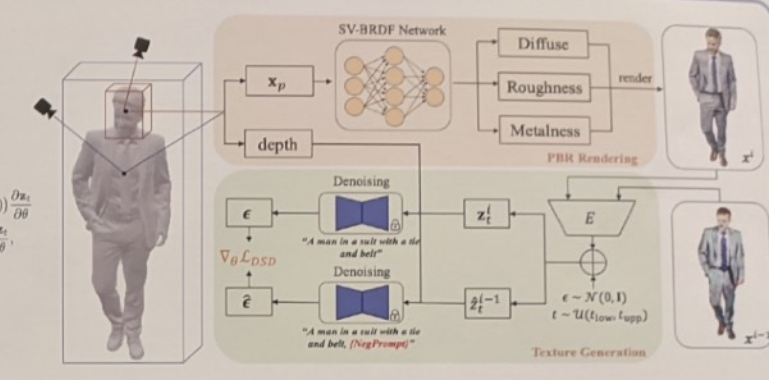 SV-BRDF Network
x_p
depth
Diffuse
Roughness
Metalness
render
PBR Rendering
x^i
∂z_t
∂θ
Denoising
ϵ
"A man in a suit with a tie
and belt"
z_t^i
E
∇_θ ℒ_DSD
Denoising
ϵ̂
"A man in a suit with a tie
and belt, {NegPrompt}"
ẑ_t^{i-1}
ϵ ~ 𝒩(0, I)
t ~ 𝒰(t_low, t_upp)
x^{i-1}
Texture Generation